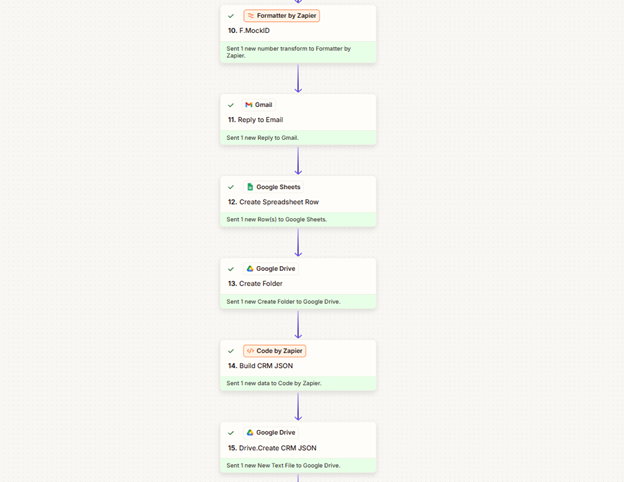 Formatter by Zapier
10. F.MockID
Sent 1 new number transform to Formatter by
Zapier.
Gmail
11. Reply to Email
Sent 1 new Reply to Gmail.
Google Sheets
12. Create Spreadsheet Row
Sent 1 new Row(s) to Google Sheets.
Google Drive
13. Create Folder
Sent 1 new Create Folder to Google Drive.
Code by Zapier
14. Build CRM JSON
Sent 1 new data to Code by Zapier.
Google Drive
15. Drive.Create CRM JSON
Sent 1 new New Text File to Google Drive.